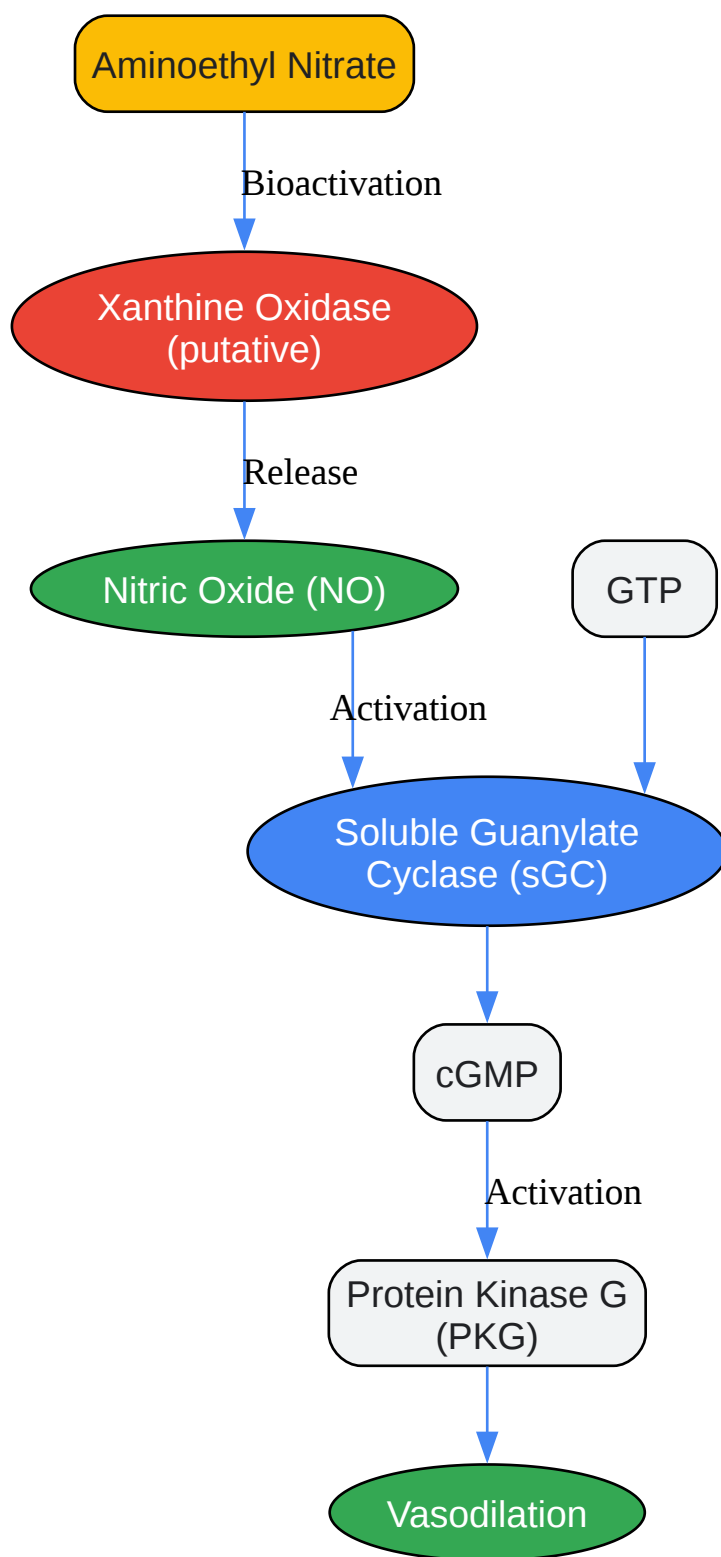 Aminoethyl Nitrate
Bioactivation
Xanthine Oxidase
(putative)
Release
Nitric Oxide (NO)
GTP
Activation
Soluble Guanylate
Cyclase (sGC)
cGMP
Activation
Protein Kinase G
(PKG)
Vasodilation